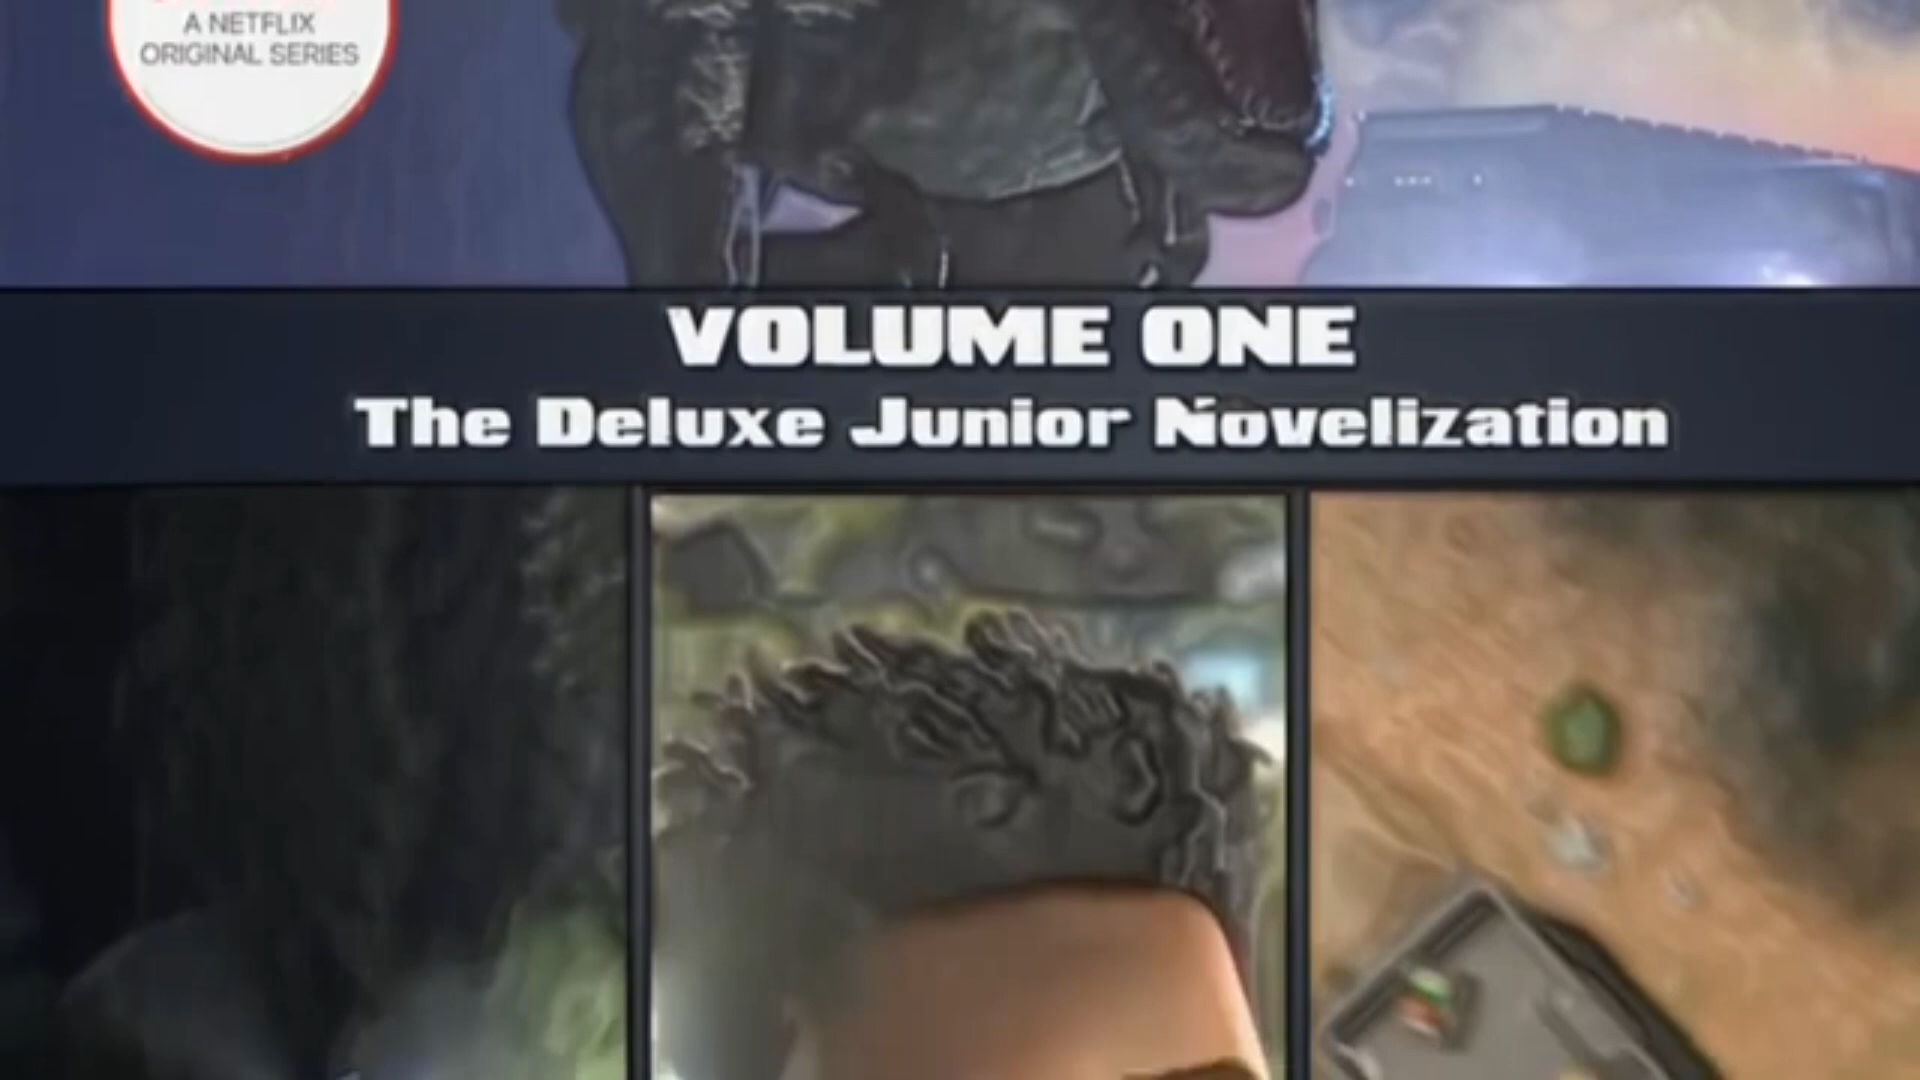 A NETFLIX
ORIGINAL SERIES
VOLUME ONE
The Deluxe Junior Novelization